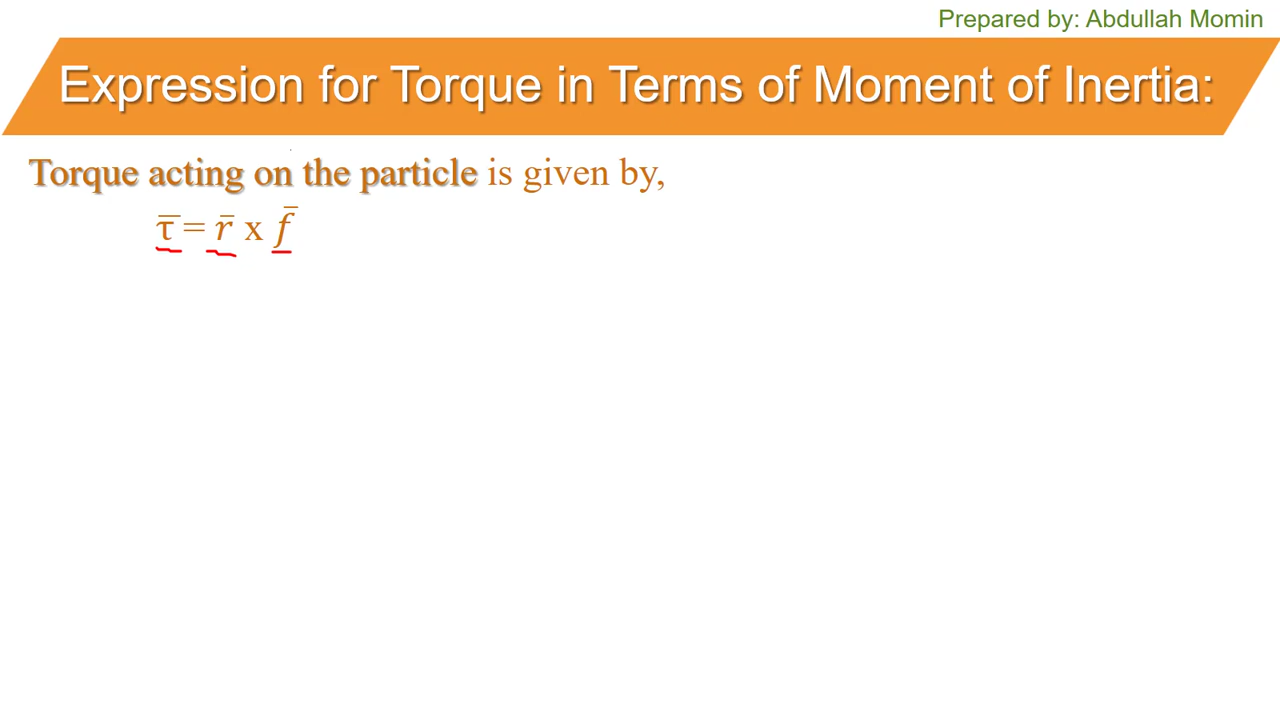 Prepared by: Abdullah Momin
Expression for Torque in Terms of Moment of Inertia:
Torque acting on the particle is given by,
τ̅ = r̅ x f̅